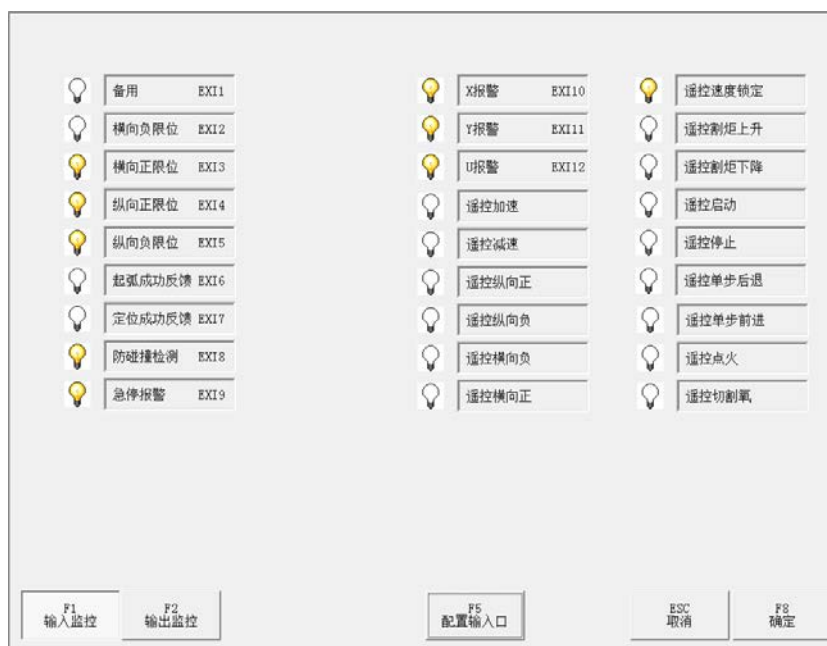 备用 EXI1
横向负限位 EXI2
横向正限位 EXI3
纵向正限位 EXI4
纵向负限位 EXI5
起弧成功反馈 EXI6
定位成功反馈 EXI7
防碰撞检测 EXI8
急停报警 EXI9
X报警 EXI10
Y报警 EXI11
U报警 EXI12
遥控加速
遥控减速
遥控纵向正
遥控纵向负
遥控横向负
遥控横向正
遥控速度锁定
遥控割炬上升
遥控割炬下降
遥控启动
遥控停止
遥控单步后退
遥控单步前进
遥控点火
遥控切割氧
F1
输入监控
F2
输出监控
F5
配置输入口
ESC
取消
F8
确定